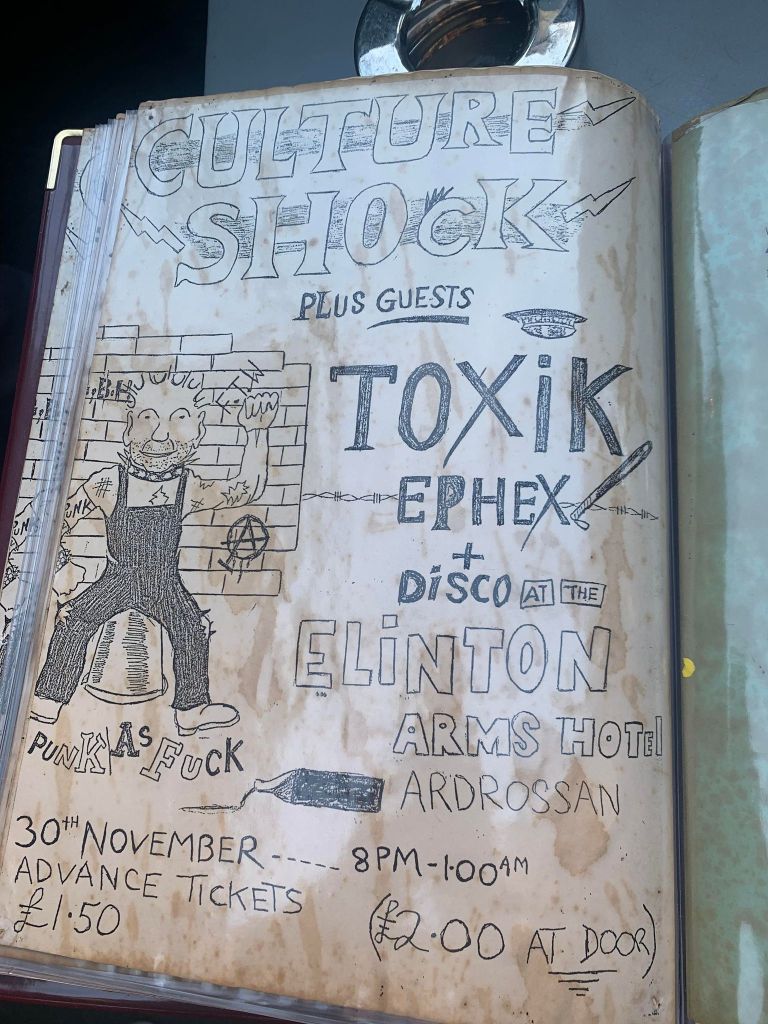 CULTURE
SHOCK
PLUS GUESTS
TOXiK
EPHEX
+
DiSCO AT THE
ELiNTON
ARMS HOTEl
ARDROSSAN
F.T.W
PUNK
A
PUNK AS FUCK
30TH NOVEMBER ----- 8PM-1.00AM
ADVANCE TICKETS
£1.50
(£2.00 AT DOOR)